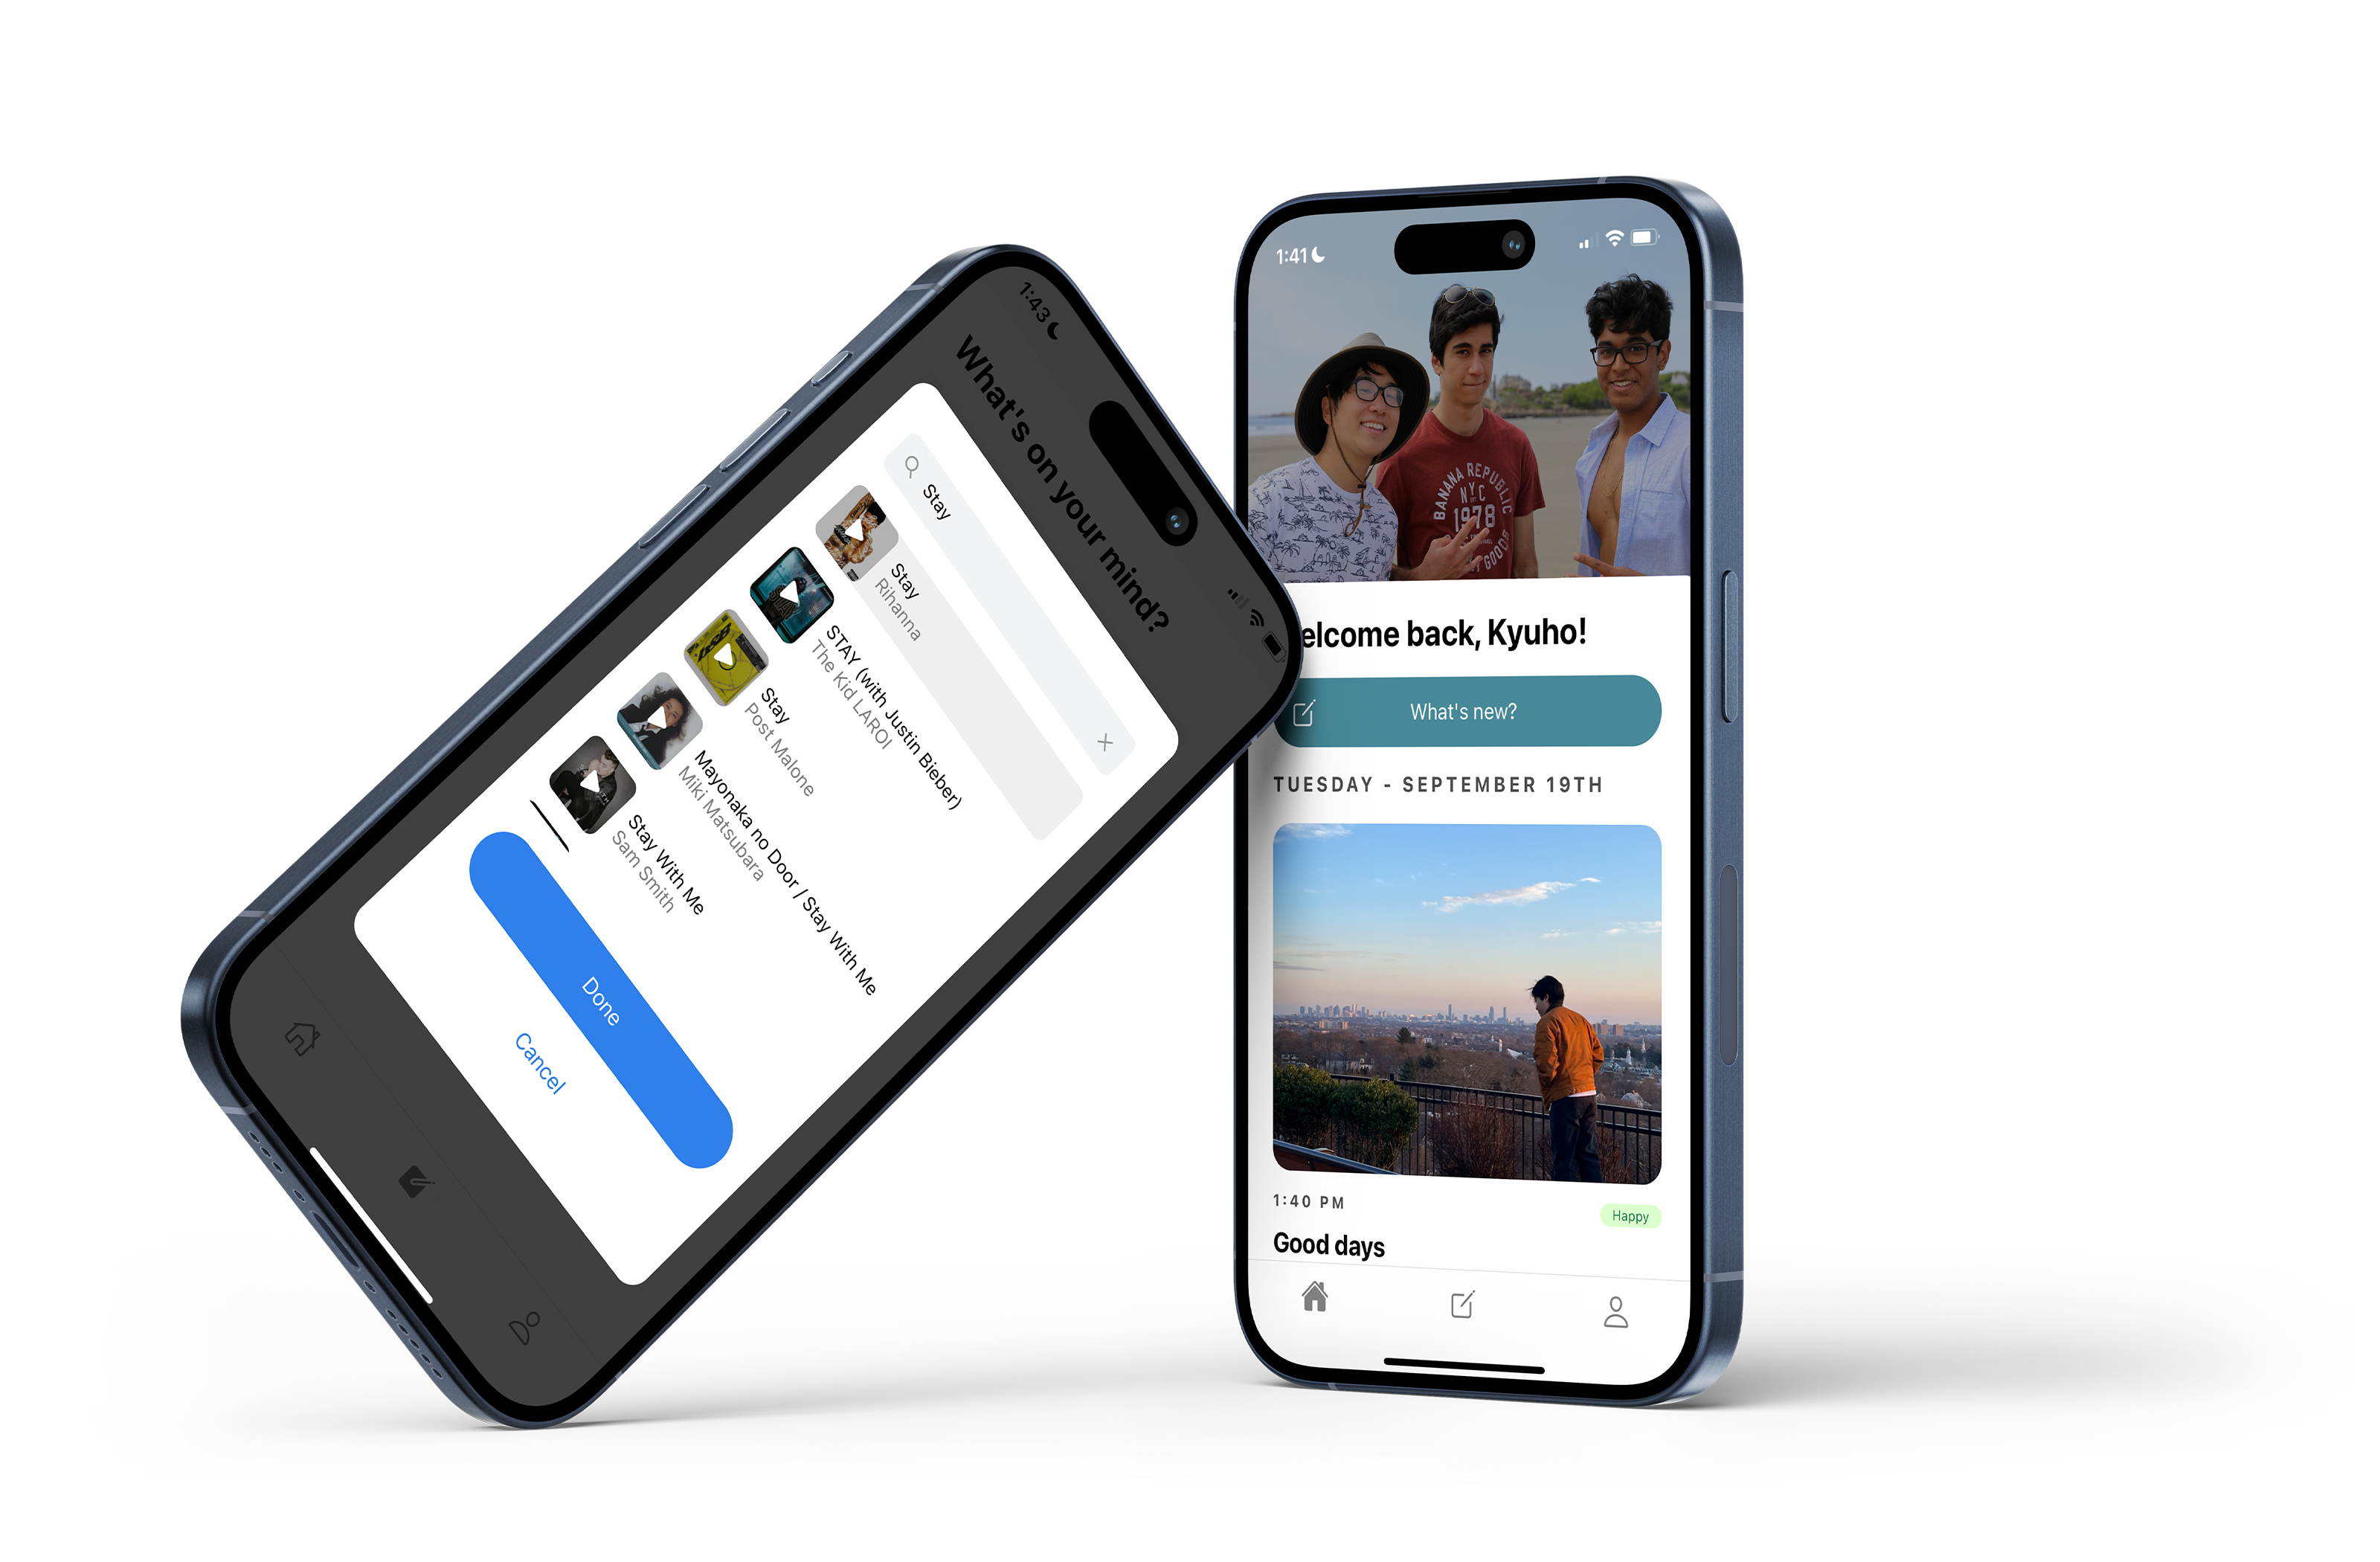 1:43
What's on your mind?
Stay
Stay
Rihanna
STAY (with Justin Bieber)
The Kid LAROI
Stay
Post Malone
Mayonaka no Door / Stay With Me
Miki Matsubara
Stay With Me
Sam Smith
Done
Cancel
1:41
BANANA REPUBLIC
NYC
1978
GOODS
elcome back, Kyuho!
What's new?
TUESDAY - SEPTEMBER 19TH
1:40 PM
Happy
Good days